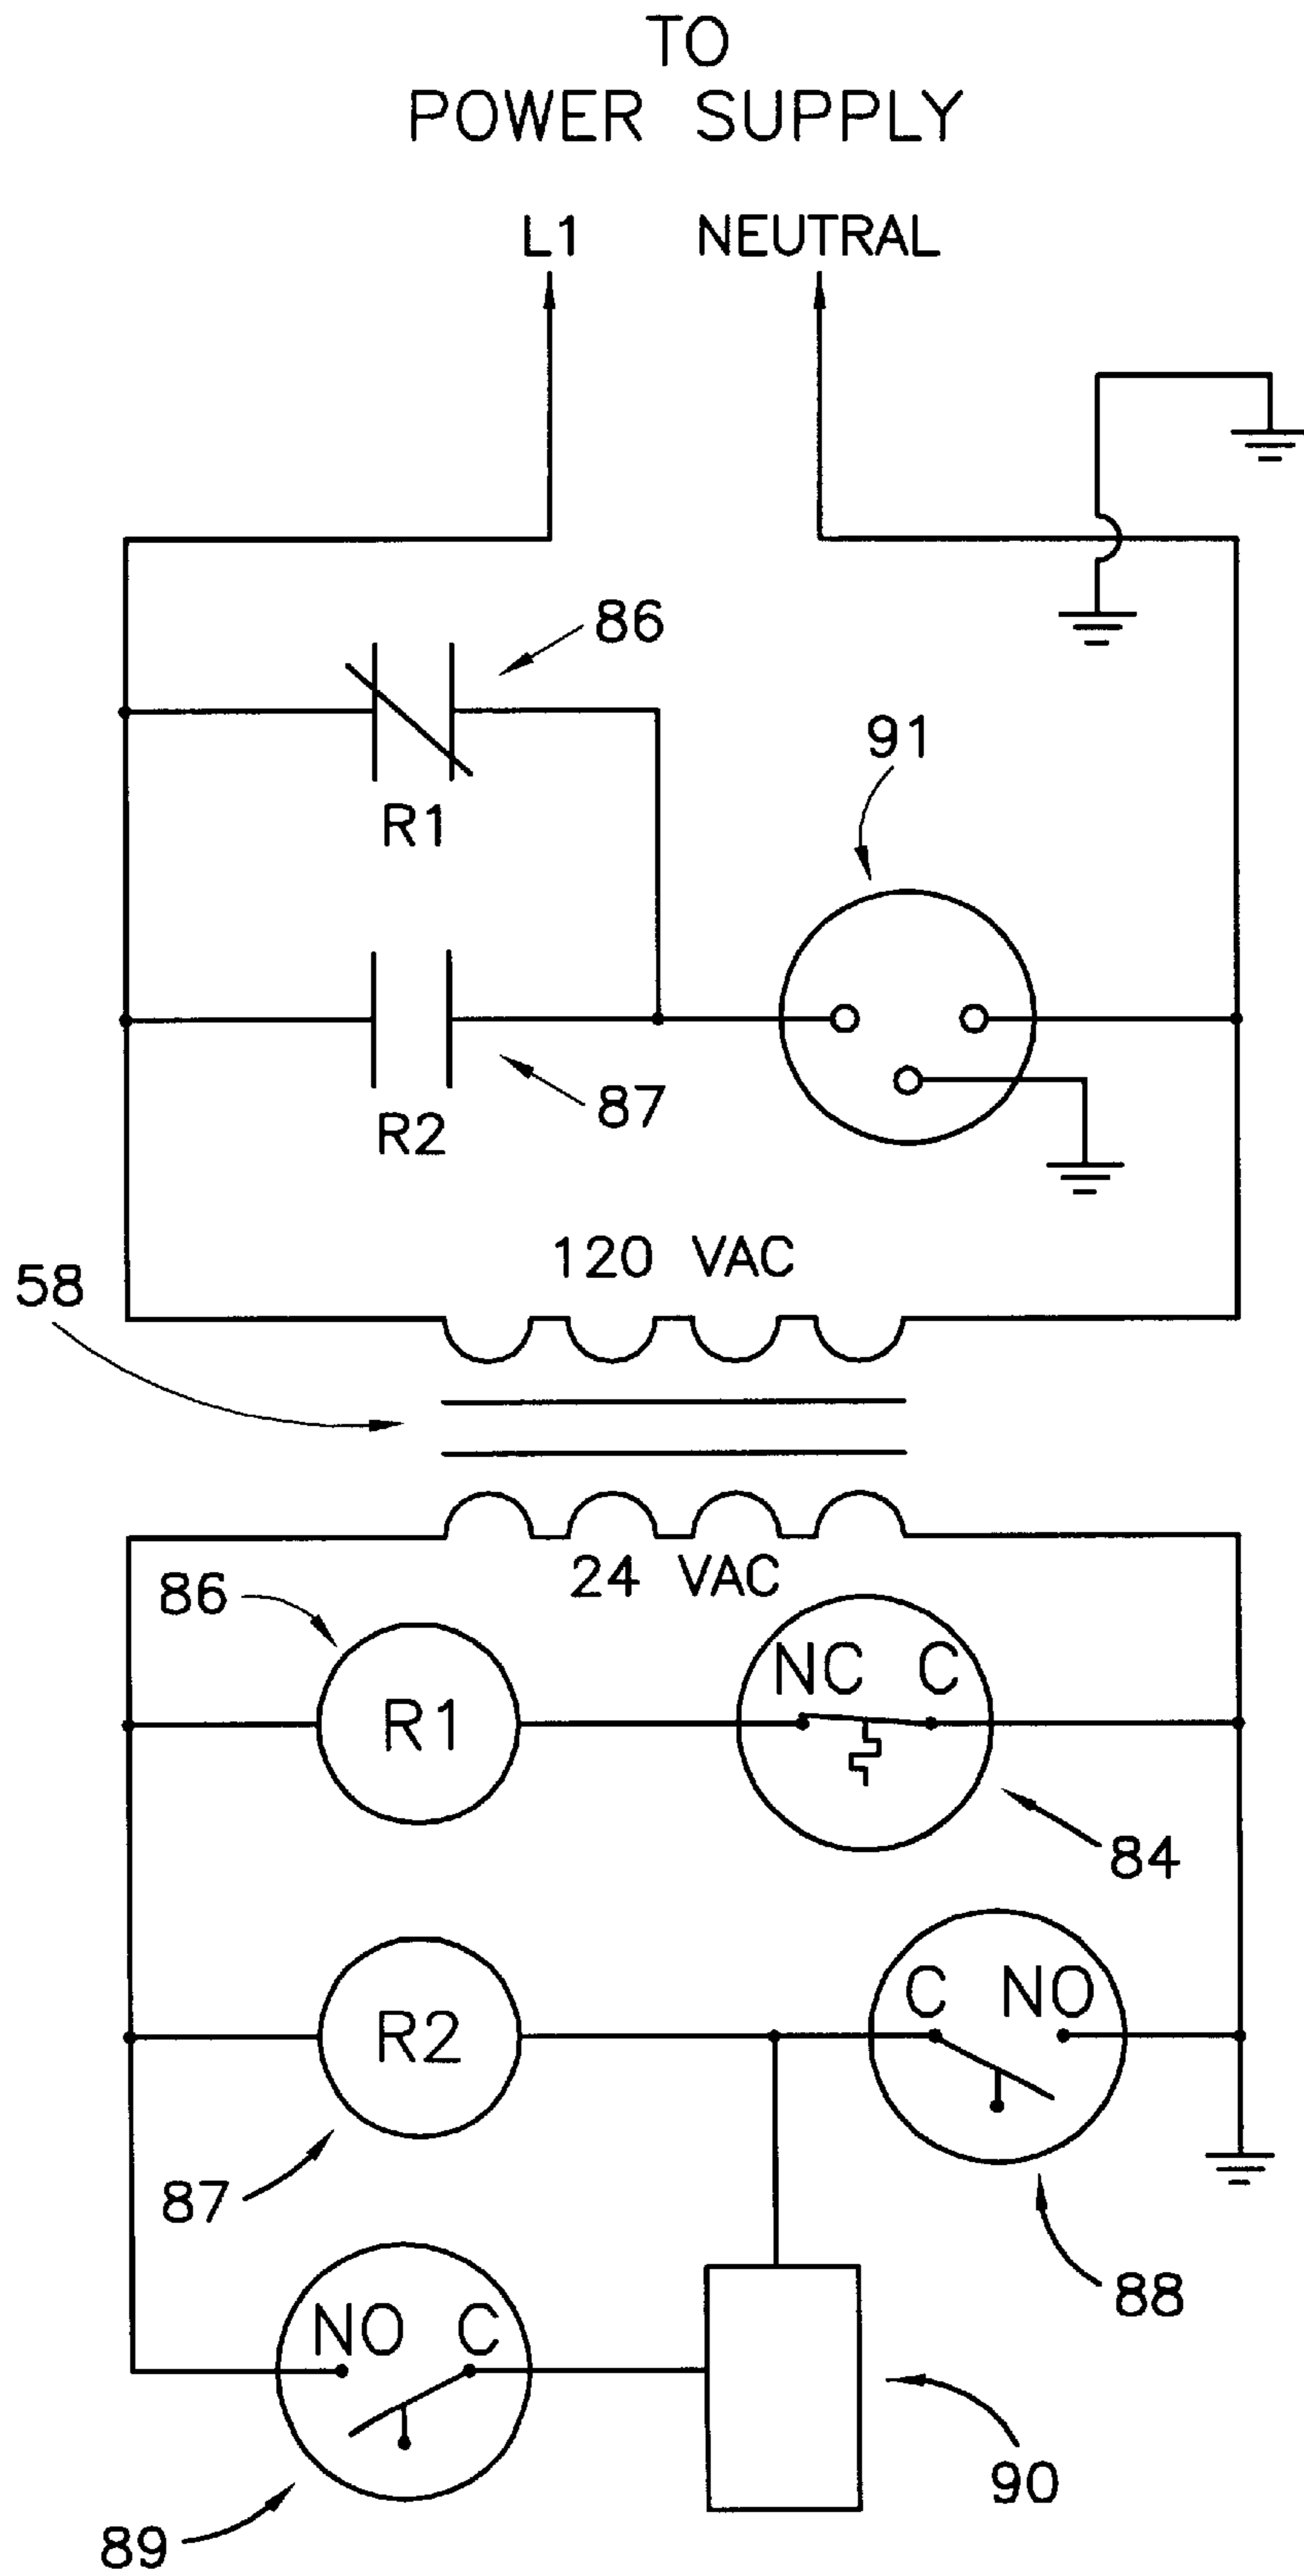 TO
POWER SUPPLY
L1 NEUTRAL
86
91
R1
87
R2
120 VAC
58
24 VAC
86
NC C
R1
84
C NO
R2
87
88
NO C
90
89